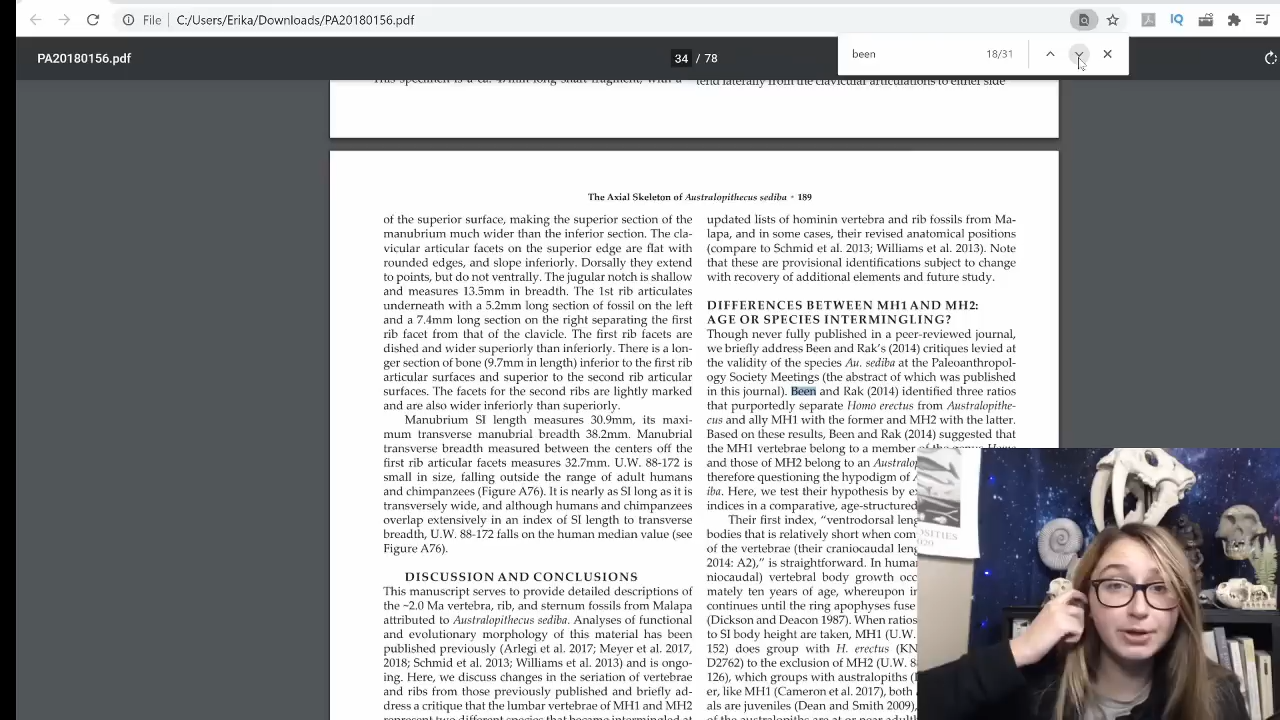 File C:/Users/Erika/Downloads/PA20180156.pdf
PA20180156.pdf
34 / 78
been 18/31
The Axial Skeleton of Australopithecus sediba • 189
of the superior surface, making the superior section of the
manubrium much wider than the inferior section. The cla-
vicular articular facets on the superior edge are flat with
rounded edges, and slope inferiorly. Dorsally they extend
to points, but do not ventrally. The jugular notch is shallow
and measures 13.5mm in breadth. The 1st rib articulates
underneath with a 5.2mm long section of fossil on the left
and a 7.4mm long section on the right separating the first
rib facet from that of the clavicle. The first rib facets are
dished and wider superiorly than inferiorly. There is a lon-
ger section of bone (9.7mm in length) inferior to the first rib
articular surfaces and superior to the second rib articular
surfaces. The facets for the second ribs are lightly marked
and are also wider inferiorly than superiorly.
Manubrium SI length measures 30.9mm, its maxi-
mum transverse manubrial breadth 38.2mm. Manubrial
transverse breadth measured between the centers off the
first rib articular facets measures 32.7mm. U.W. 88-172 is
small in size, falling outside the range of adult humans
and chimpanzees (Figure A76). It is nearly as SI long as it is
transversely wide, and although humans and chimpanzees
overlap extensively in an index of SI length to transverse
breadth, U.W. 88-172 falls on the human median value (see
Figure A76).
DISCUSSION AND CONCLUSIONS
This manuscript serves to provide detailed descriptions of
the ~2.0 Ma vertebra, rib, and sternum fossils from Malapa
attributed to Australopithecus sediba. Analyses of functional
and evolutionary morphology of this material has been
published previously (Arlegi et al. 2017; Meyer et al. 2017,
2018; Schmid et al. 2013; Williams et al. 2013) and is ongo-
ing. Here, we discuss changes in the seriation of vertebrae
and ribs from those previously published and briefly ad-
dress a critique that the lumbar vertebrae of MH1 and MH2
represent two different species that became intermingled at
updated lists of hominin vertebra and rib fossils from Ma-
lapa, and in some cases, their revised anatomical positions
(compare to Schmid et al. 2013; Williams et al. 2013). Note
that these are provisional identifications subject to change
with recovery of additional elements and future study.
DIFFERENCES BETWEEN MH1 AND MH2:
AGE OR SPECIES INTERMINGLING?
Though never fully published in a peer-reviewed journal,
we briefly address Been and Rak's (2014) critiques levied at
the validity of the species Au. sediba at the Paleoanthropol-
ogy Society Meetings (the abstract of which was published
in this journal). Been and Rak (2014) identified three ratios
that purportedly separate Homo erectus from Australopithe-
cus and ally MH1 with the former and MH2 with the latter.
Based on these results, Been and Rak (2014) suggested that
the MH1 vertebrae belong to a member of the genus Homo
and those of MH2 belong to an Australop
therefore questioning the hypodigm of A
iba. Here, we test their hypothesis by ex
indices in a comparative, age-structured
Their first index, "ventrodorsal leng
bodies that is relatively short when com
of the vertebrae (their craniocaudal leng
2014: A2)," is straightforward. In human
niocaudal) vertebral body growth occ
mately ten years of age, whereupon in
continues until the ring apophyses fuse
(Dickson and Deacon 1987). When ratios
to SI body height are taken, MH1 (U.W.
152) does group with H. erectus (KN
D2762) to the exclusion of MH2 (U.W. 8
126), which groups with australopiths (
er, like MH1 (Cameron et al. 2017), both
als are juveniles (Dean and Smith 2009),
of the australopiths are at or near adult